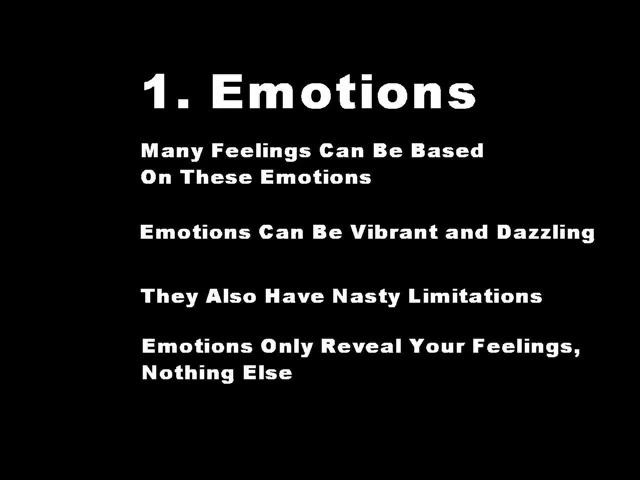 1. Emotions
Many Feelings Can Be Based
On These Emotions
Emotions Can Be Vibrant and Dazzling
They Also Have Nasty Limitations
Emotions Only Reveal Your Feelings,
Nothing Else